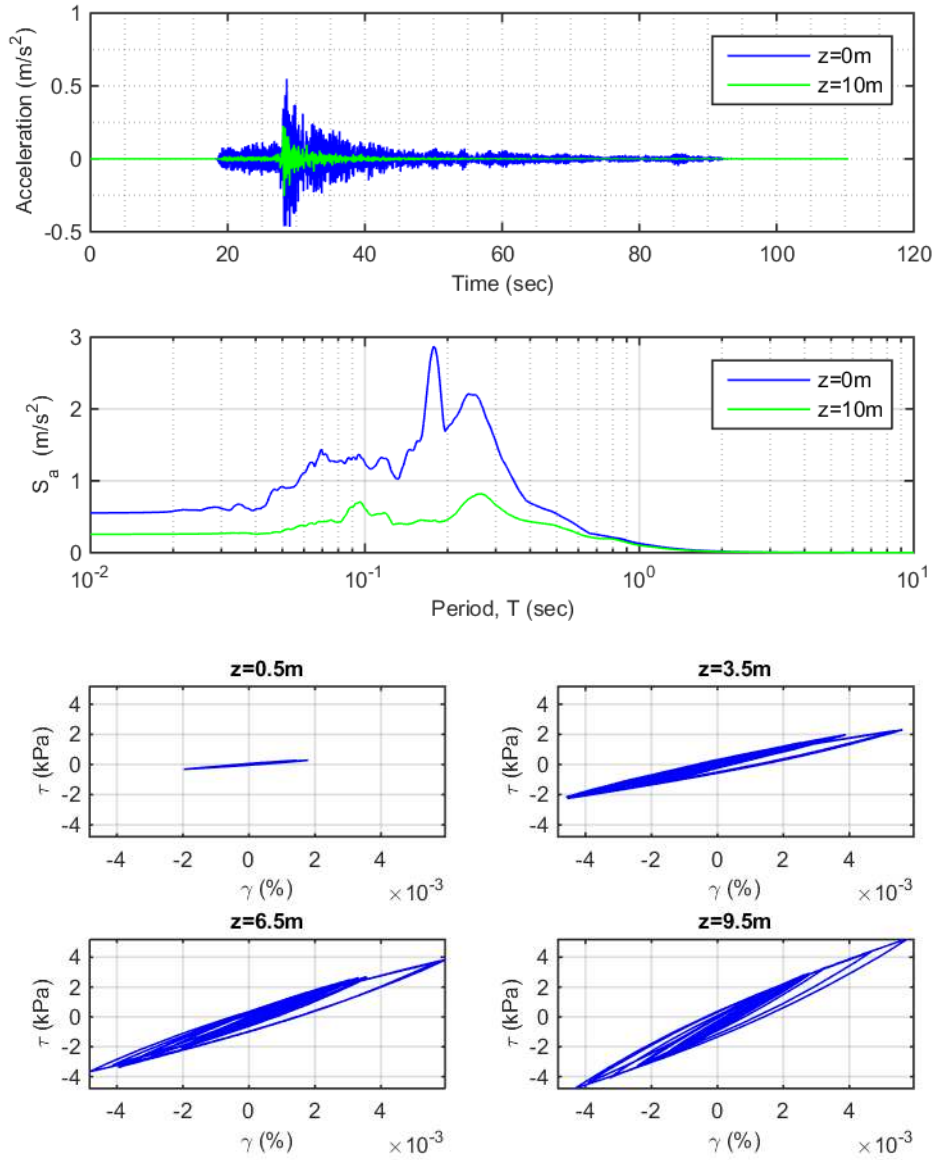 1
0.5
0
-0.5
Acceleration (m/s²)
z=0m
z=10m
0 20 40 60 80 100 120
Time (sec)
3
2
1
0
S_a (m/s²)
z=0m
z=10m
10⁻² 10⁻¹ 10⁰ 10¹
Period, T (sec)
z=0.5m
4
2
0
-2
-4
τ (kPa)
-4 -2 0 2 4
γ (%)
×10⁻³
z=3.5m
4
2
0
-2
-4
τ (kPa)
-4 -2 0 2 4
γ (%)
×10⁻³
z=6.5m
4
2
0
-2
-4
τ (kPa)
-4 -2 0 2 4
γ (%)
×10⁻³
z=9.5m
4
2
0
-2
-4
τ (kPa)
-4 -2 0 2 4
γ (%)
×10⁻³